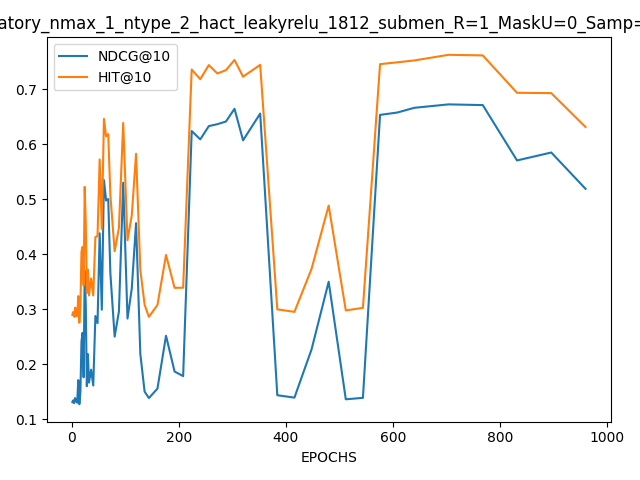 atory_nmax_1_ntype_2_hact_leakyrelu_1812_submen_R=1_MaskU=0_Samp=
NDCG@10
HIT@10
0.7
0.6
0.5
0.4
0.3
0.2
0.1
0 200 400 600 800 1000
EPOCHS